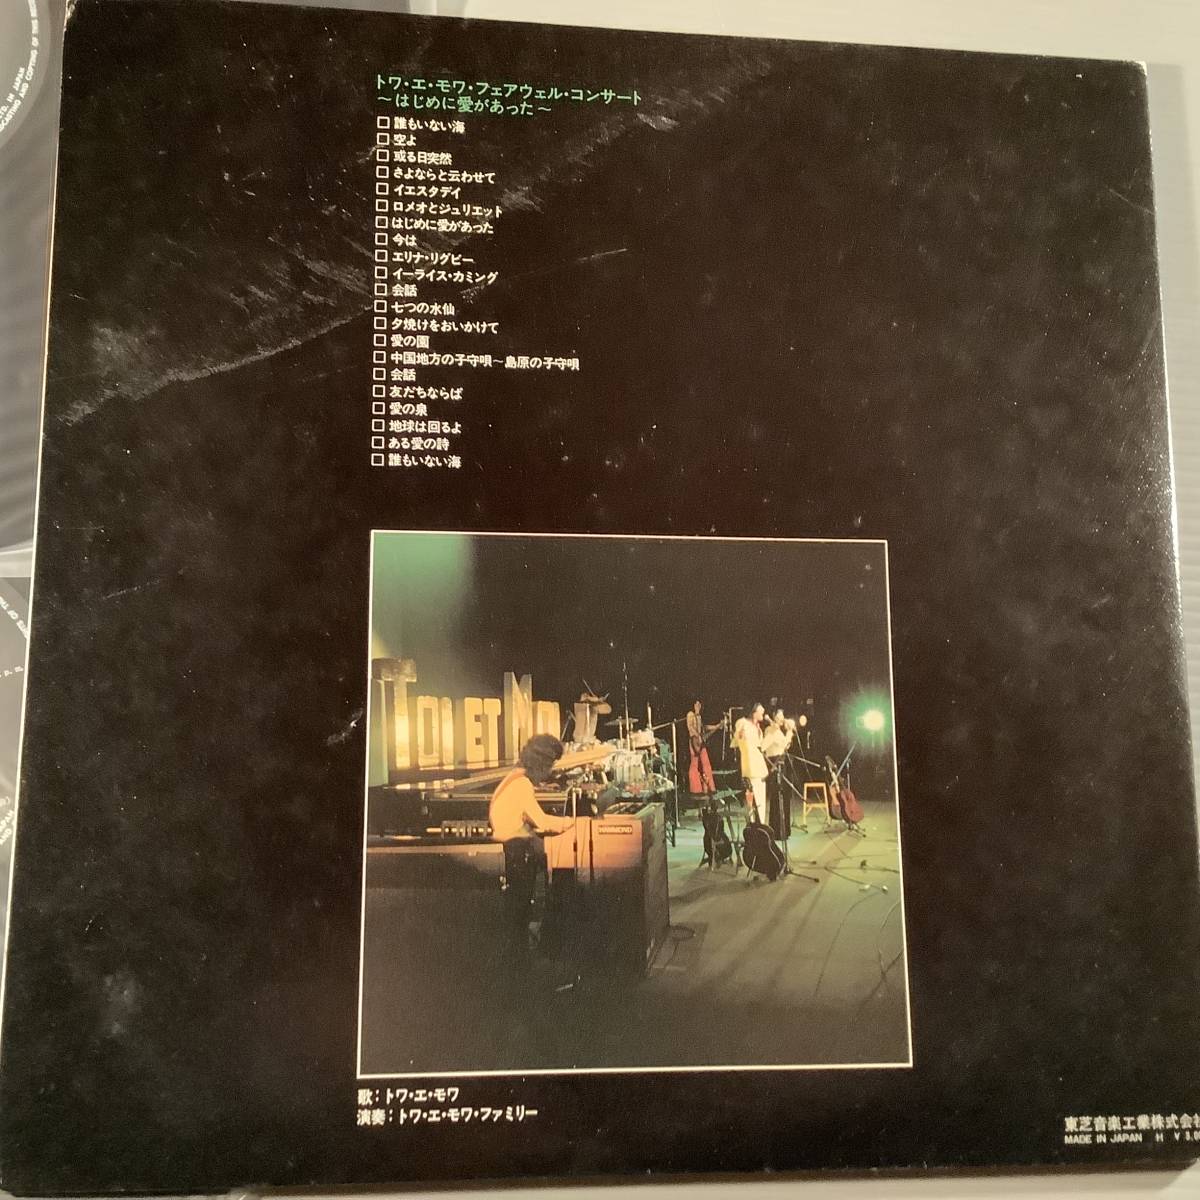 トワ・エ・モワ・フェアウェル・コンサート
〜はじめに愛があった〜
□ 誰もいない海
□ 空よ
□ 或る日突然
□ さよならと云わせて
□ イエスタデイ
□ ロメオとジュリエット
□ はじめに愛があった
□ 今は
□ エリナ・リグビー
□ イーライス・カミング
□ 会話
□ 七つの水仙
□ 夕焼けをおいかけて
□ 愛の園
□ 中国地方の子守唄〜島原の子守唄
□ 会話
□ 友だちならば
□ 愛の泉
□ 地球は回るよ
□ ある愛の詩
□ 誰もいない海
TOI ET MOI
HAMMOND
歌：トワ・エ・モワ
演奏：トワ・エ・モワ・ファミリー
東芝音楽工業株式会社
MADE IN JAPAN H ¥
LTD. IN JAPAN